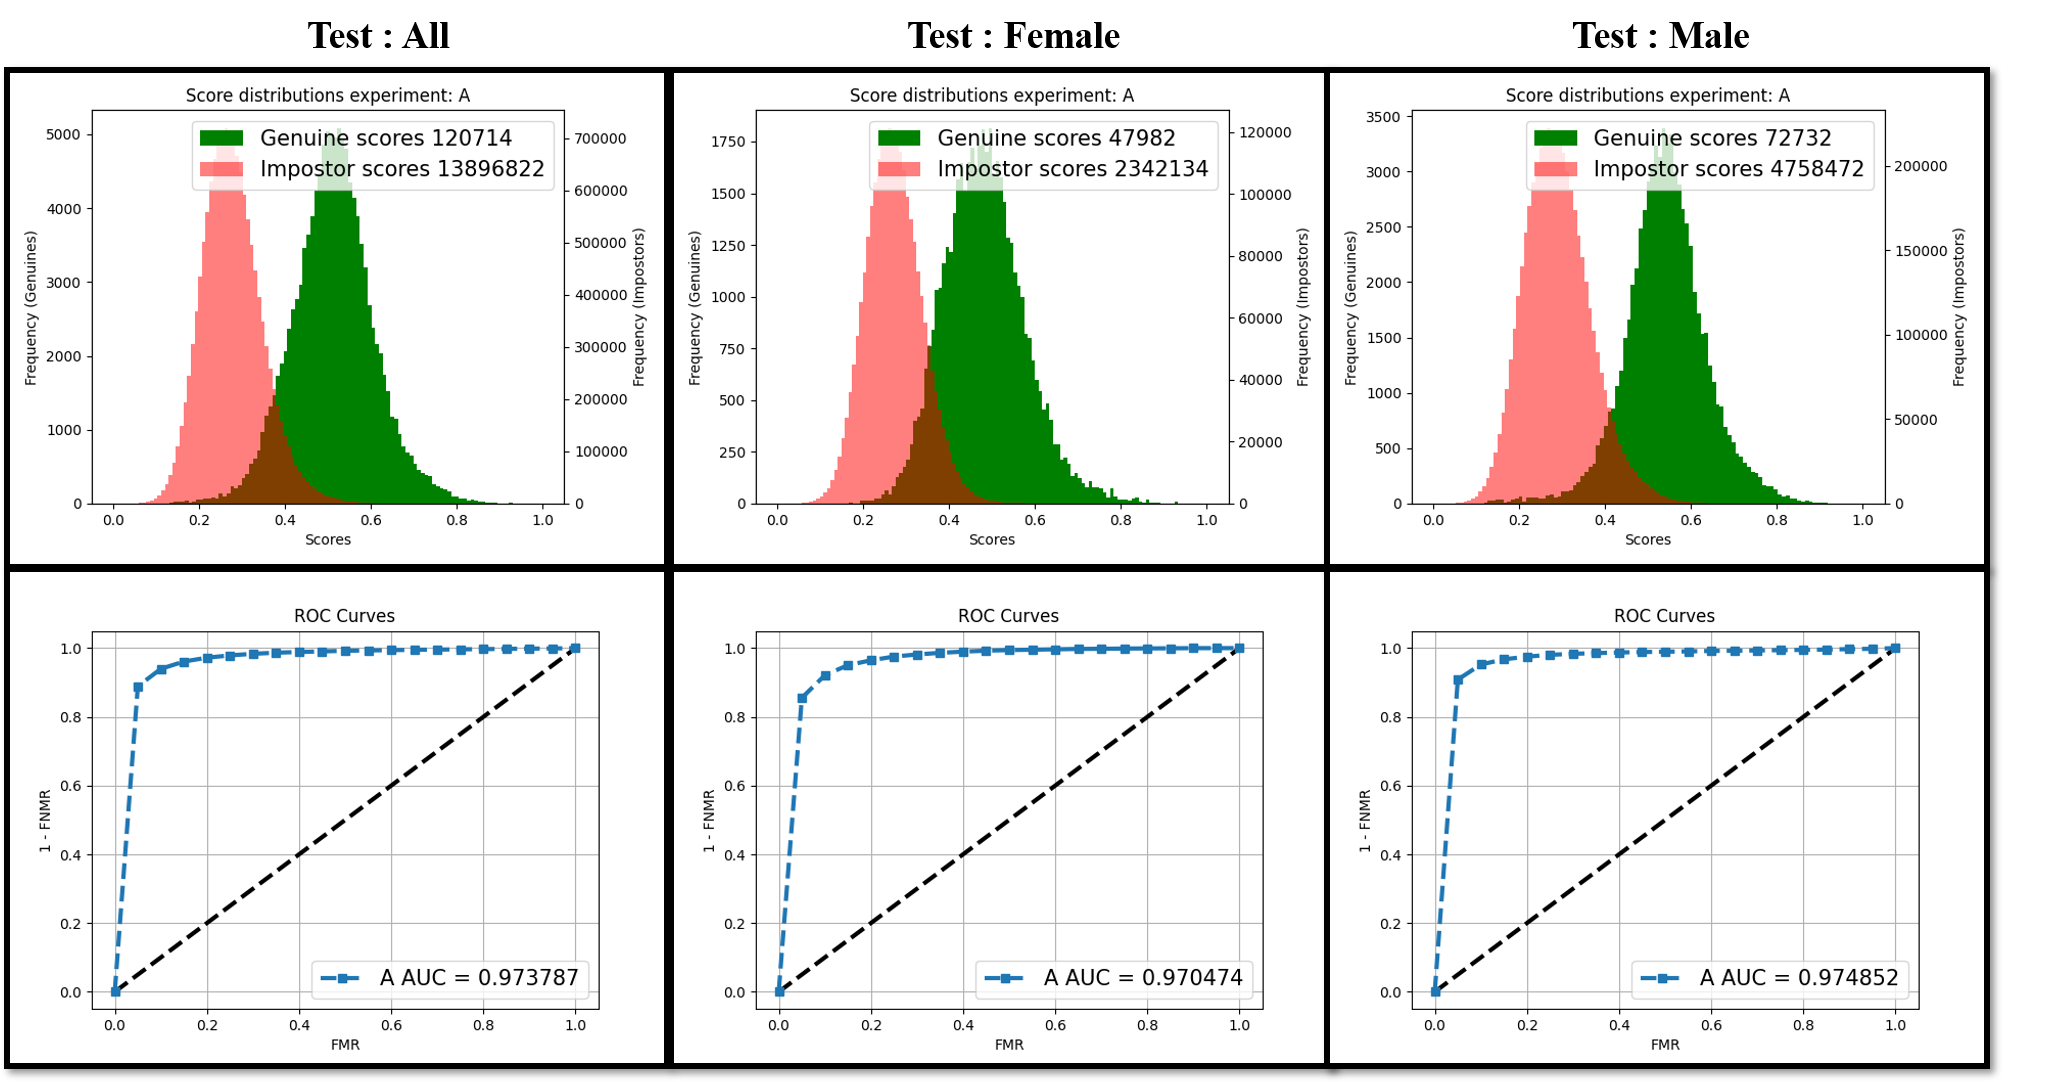 Test : All
Test : Female
Test : Male
Score distributions experiment: A
Genuine scores 120714
Impostor scores 13896822
Frequency (Genuines)
5000
4000
3000
2000
1000
0
700000
600000
500000
400000
300000
200000
100000
0
Frequency (Impostors)
0.0 0.2 0.4 0.6 0.8 1.0
Scores
Score distributions experiment: A
Genuine scores 47982
Impostor scores 2342134
Frequency (Genuines)
1750
1500
1250
1000
750
500
250
0
120000
100000
80000
60000
40000
20000
0
Frequency (Impostors)
0.0 0.2 0.4 0.6 0.8 1.0
Scores
Score distributions experiment: A
Genuine scores 72732
Impostor scores 4758472
Frequency (Genuines)
3500
3000
2500
2000
1500
1000
500
0
200000
150000
100000
50000
0
Frequency (Impostors)
0.0 0.2 0.4 0.6 0.8 1.0
Scores
ROC Curves
1 - FNMR
1.0
0.8
0.6
0.4
0.2
0.0
A AUC = 0.973787
0.0 0.2 0.4 0.6 0.8 1.0
FMR
ROC Curves
1 - FNMR
1.0
0.8
0.6
0.4
0.2
0.0
A AUC = 0.970474
0.0 0.2 0.4 0.6 0.8 1.0
FMR
ROC Curves
1 - FNMR
1.0
0.8
0.6
0.4
0.2
0.0
A AUC = 0.974852
0.0 0.2 0.4 0.6 0.8 1.0
FMR